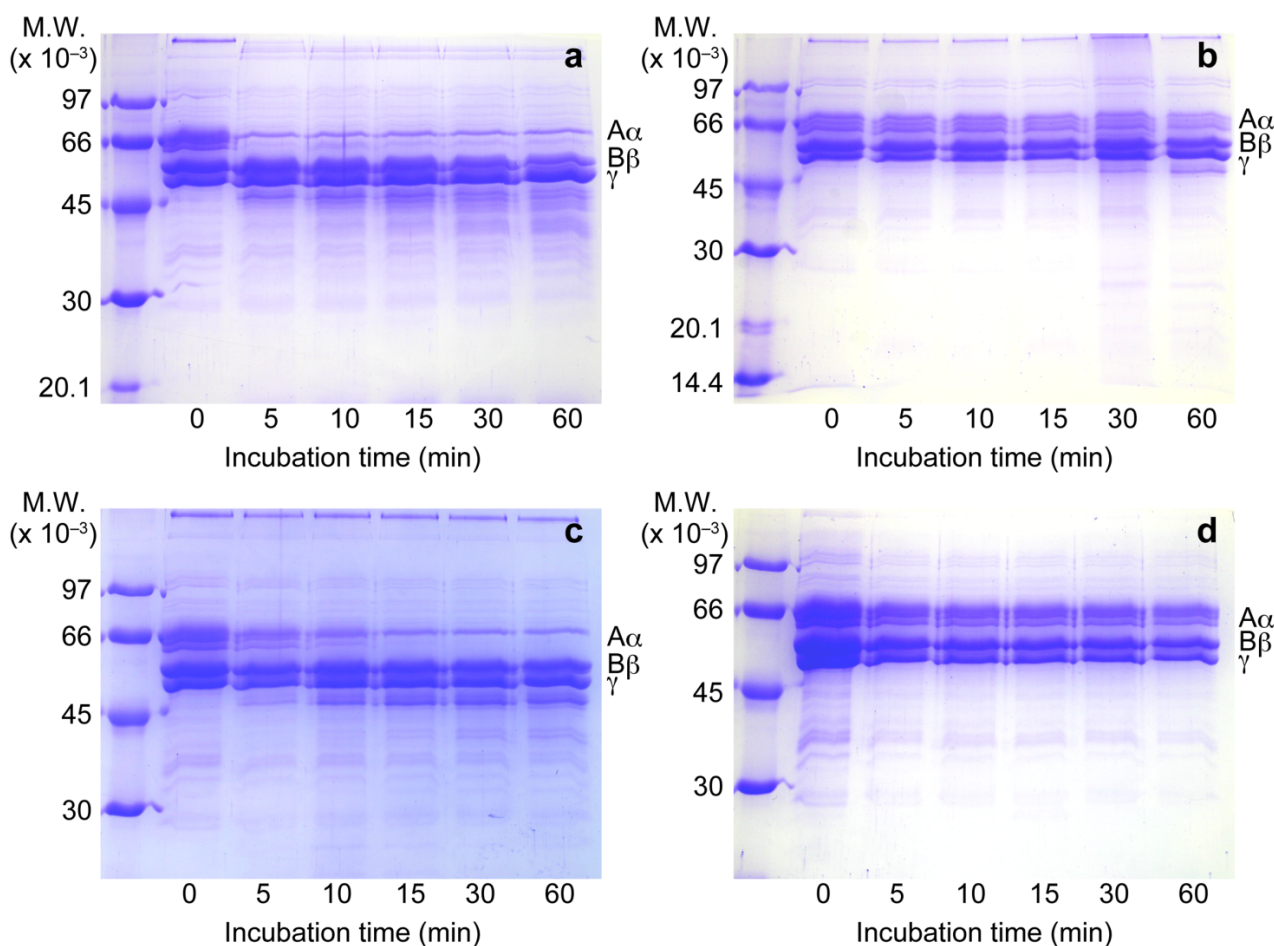 M.W.
(x 10⁻³)
a
97
66
45
30
20.1
Aα
Bβ
γ
0 5 10 15 30 60
Incubation time (min)
M.W.
(x 10⁻³)
b
97
66
45
30
20.1
14.4
Aα
Bβ
γ
0 5 10 15 30 60
Incubation time (min)
M.W.
(x 10⁻³)
c
97
66
45
30
Aα
Bβ
γ
0 5 10 15 30 60
Incubation time (min)
M.W.
(x 10⁻³)
d
97
66
45
30
Aα
Bβ
γ
0 5 10 15 30 60
Incubation time (min)